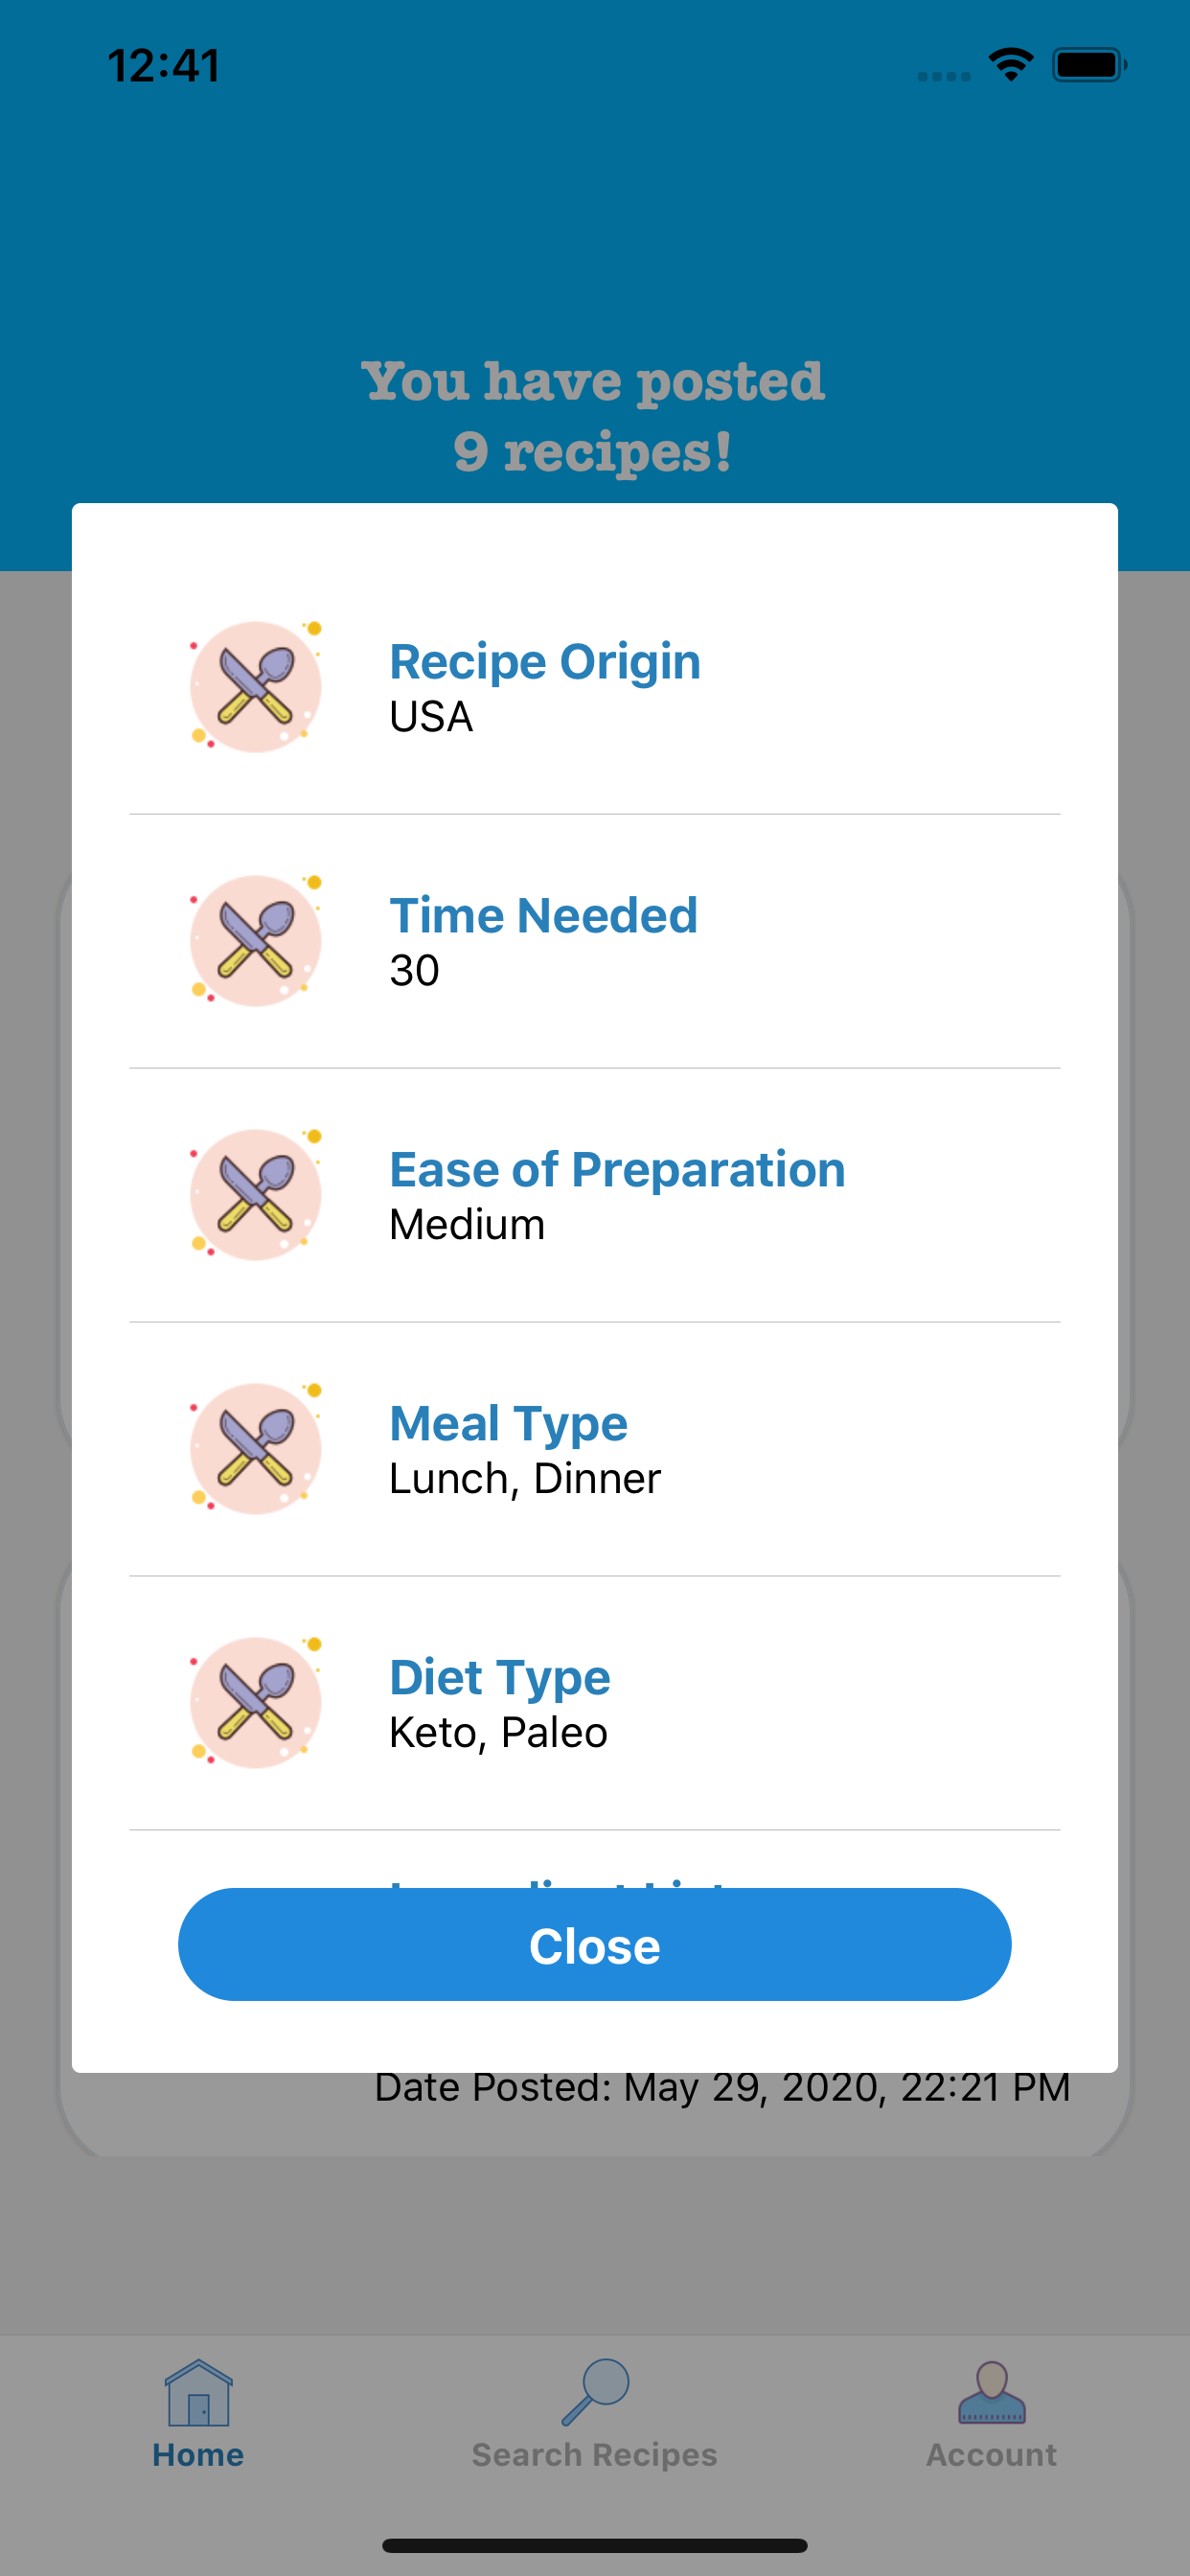 12:41
You have posted
9 recipes!
Recipe Origin
USA
Time Needed
30
Ease of Preparation
Medium
Meal Type
Lunch, Dinner
Diet Type
Keto, Paleo
Close
Date Posted: May 29, 2020, 22:21 PM
Home
Search Recipes
Account